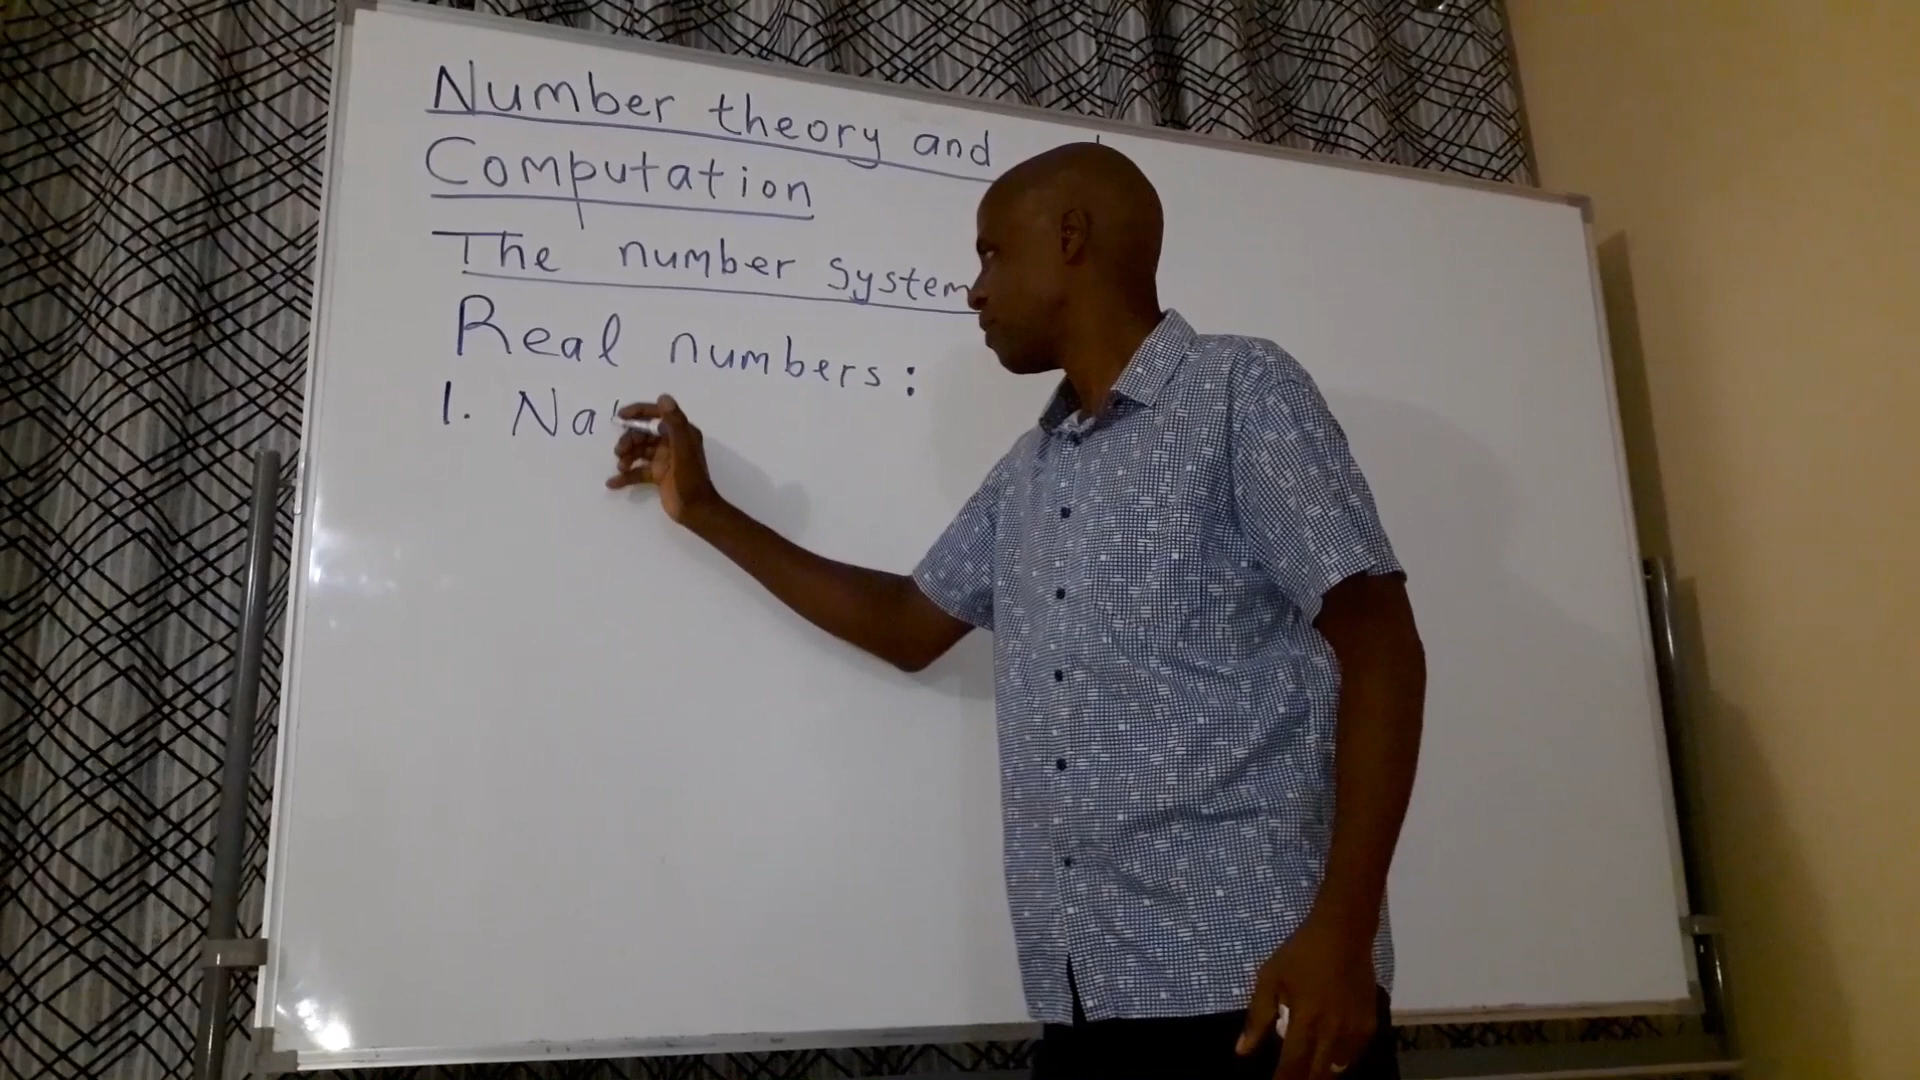 Number theory and
Computation
The number system
Real numbers:
1. Na